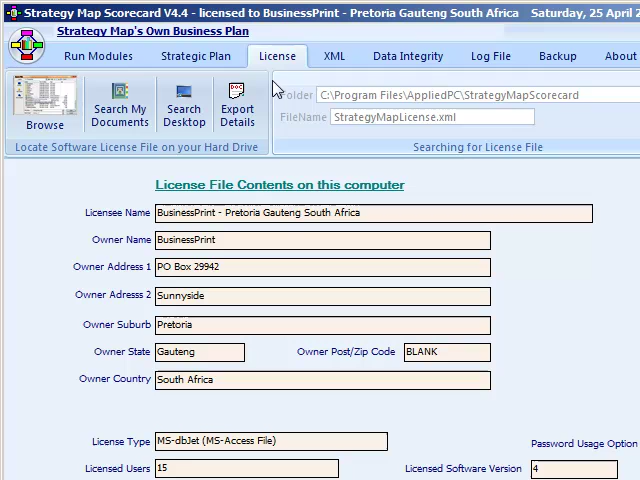 Strategy Map Scorecard V4.4 - licensed to BusinessPrint - Pretoria Gauteng South Africa Saturday, 25 April 2
Strategy Map's Own Business Plan
Run Modules Strategic Plan License XML Data Integrity Log File Backup About
Browse Search My Documents Search Desktop Export Details
Folder C:\Program Files\AppliedPC\StrategyMapScorecard
FileName StrategyMapLicense.xml
Locate Software License File on your Hard Drive Searching for License File
License File Contents on this computer
Licensee Name BusinessPrint - Pretoria Gauteng South Africa
Owner Name BusinessPrint
Owner Address 1 PO Box 29942
Owner Adresss 2 Sunnyside
Owner Suburb Pretoria
Owner State Gauteng Owner Post/Zip Code BLANK
Owner Country South Africa
License Type MS-dbJet (MS-Access File) Password Usage Option
Licensed Users 15 Licensed Software Version 4